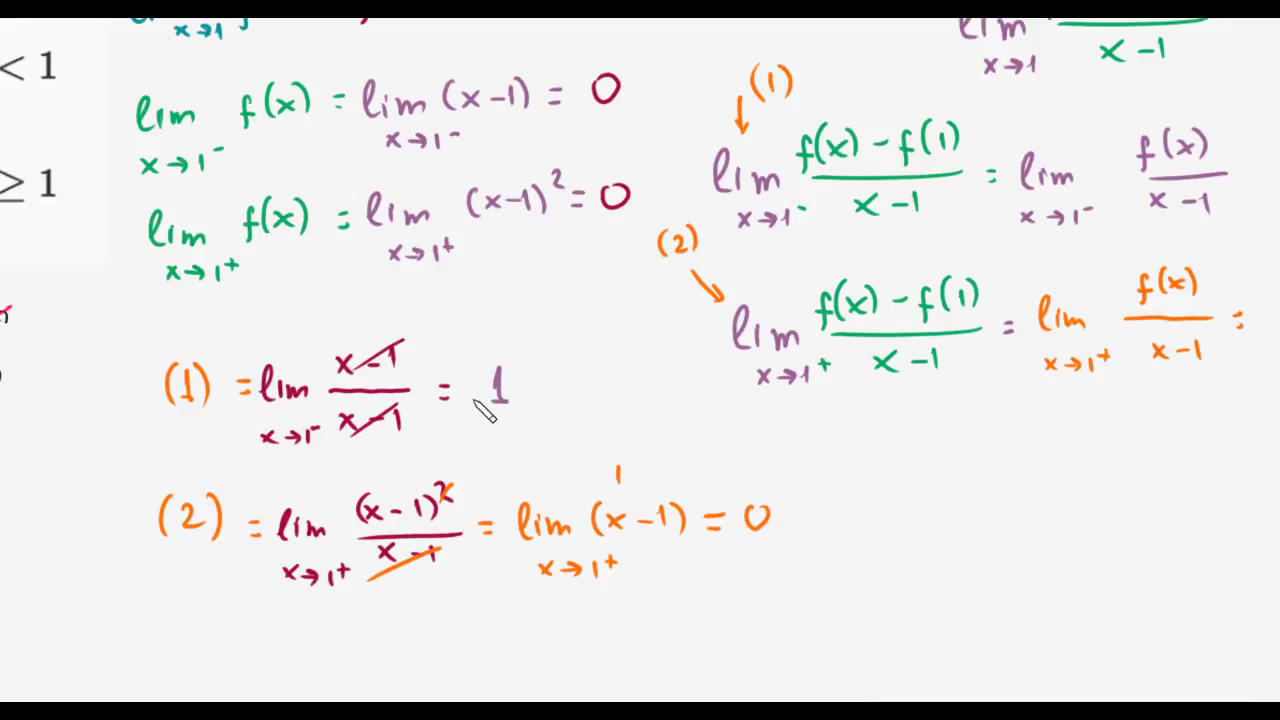 x→1
< 1
≥ 1
lim x→1⁻ f(x) = lim x→1⁻ (x-1) = 0
lim x→1⁺ f(x) = lim x→1⁺ (x-1)² = 0
lim x→1 x-1
(1)
lim x→1⁻ f(x) - f(1) / x-1 = lim x→1⁻ f(x) / x-1
(2)
lim x→1⁺ f(x) - f(1) / x-1 = lim x→1⁺ f(x) / x-1 =
(1) = lim x→1⁻ x-1 / x-1 = 1
(2) = lim x→1⁺ (x-1)² / x-1 = lim x→1⁺ (x-1)¹ = 0